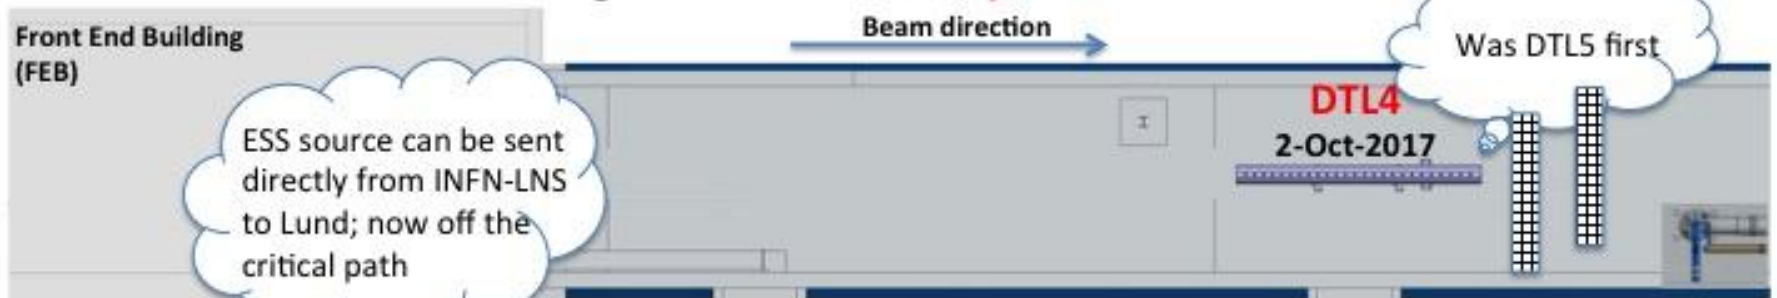 Front End Building
(FEB)
Beam direction
Was DTL5 first
ESS source can be sent
directly from INFN-LNS
to Lund; now off the
critical path
DTL4
2-Oct-2017
I